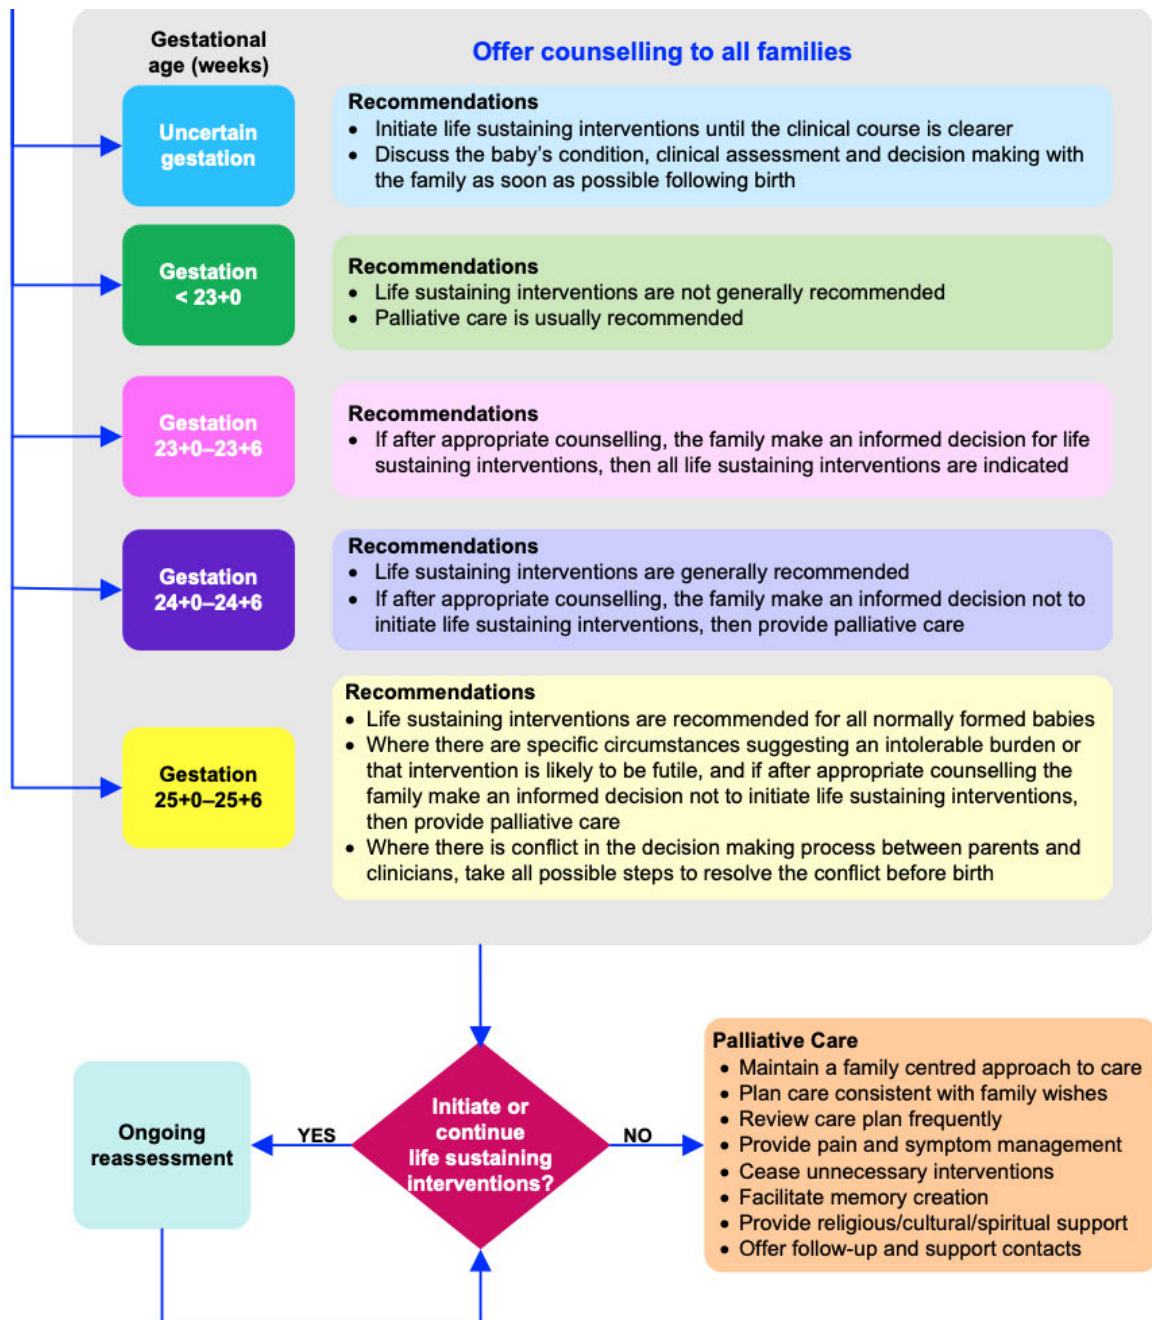 Gestational
age (weeks)
Offer counselling to all families
Uncertain
gestation
Recommendations
• Initiate life sustaining interventions until the clinical course is clearer
• Discuss the baby's condition, clinical assessment and decision making with
the family as soon as possible following birth
Gestation
< 23+0
Recommendations
• Life sustaining interventions are not generally recommended
• Palliative care is usually recommended
Gestation
23+0–23+6
Recommendations
• If after appropriate counselling, the family make an informed decision for life
sustaining interventions, then all life sustaining interventions are indicated
Gestation
24+0–24+6
Recommendations
• Life sustaining interventions are generally recommended
• If after appropriate counselling, the family make an informed decision not to
initiate life sustaining interventions, then provide palliative care
Gestation
25+0–25+6
Recommendations
• Life sustaining interventions are recommended for all normally formed babies
• Where there are specific circumstances suggesting an intolerable burden or
that intervention is likely to be futile, and if after appropriate counselling the
family make an informed decision not to initiate life sustaining interventions,
then provide palliative care
• Where there is conflict in the decision making process between parents and
clinicians, take all possible steps to resolve the conflict before birth
Ongoing
reassessment
YES
Initiate or
continue
life sustaining
interventions?
NO
Palliative Care
• Maintain a family centred approach to care
• Plan care consistent with family wishes
• Review care plan frequently
• Provide pain and symptom management
• Cease unnecessary interventions
• Facilitate memory creation
• Provide religious/cultural/spiritual support
• Offer follow-up and support contacts